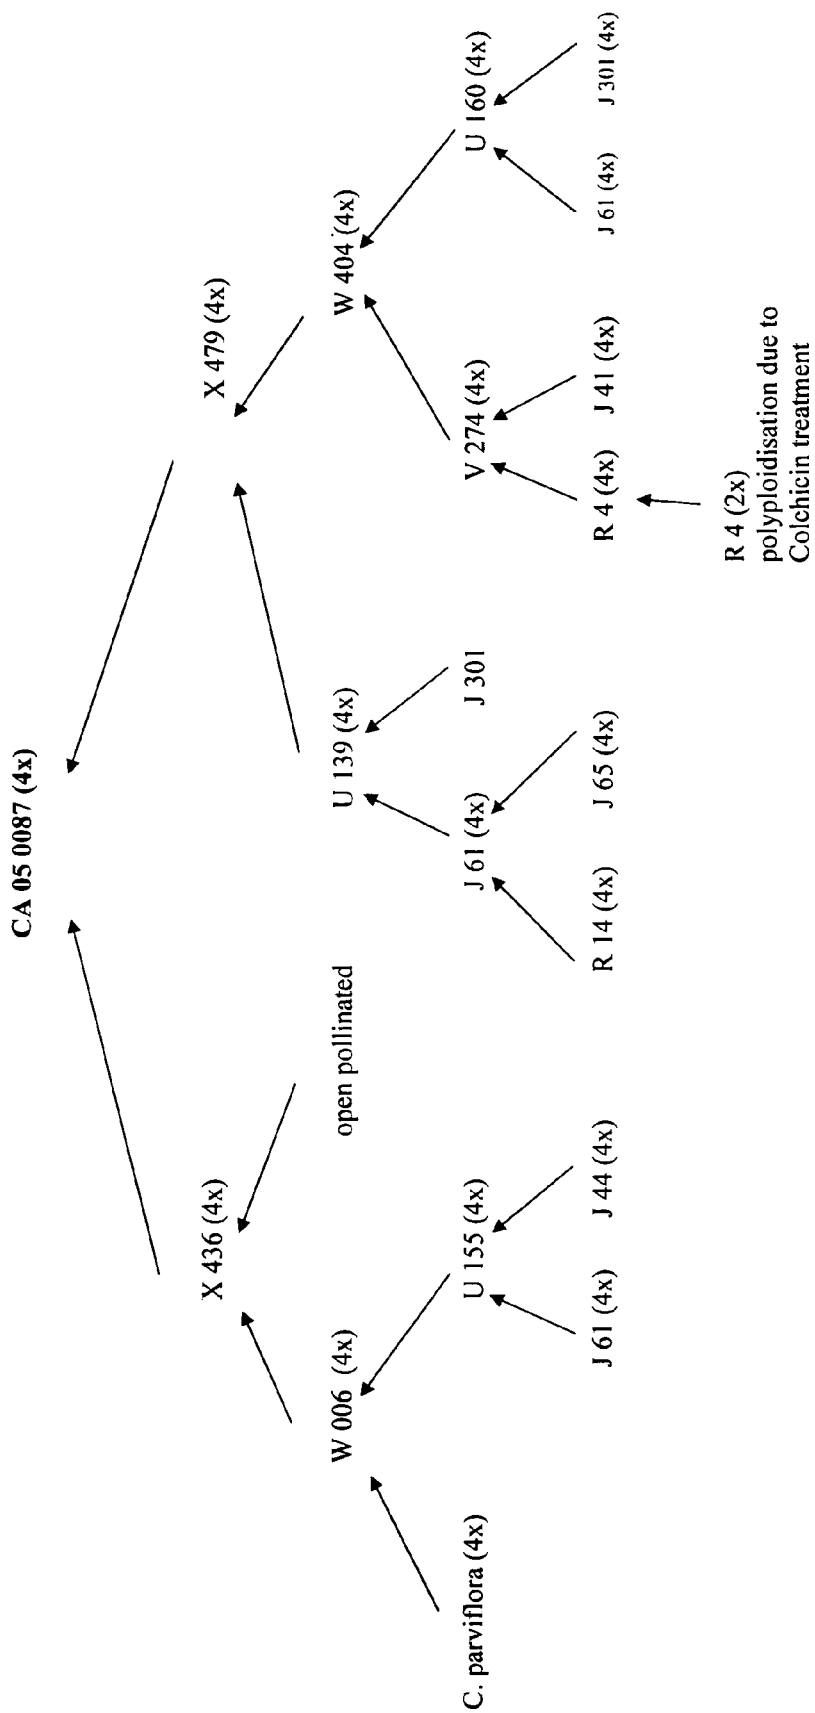 CA 05 0087 (4x)
X 436 (4x)
X 479 (4x)
W 006 (4x)
open pollinated
U 139 (4x)
W 404 (4x)
C. parviflora (4x)
U 155 (4x)
J 61 (4x)
J 301
V 274 (4x)
U 160 (4x)
J 61 (4x)
J 44 (4x)
R 14 (4x)
J 65 (4x)
R 4 (4x)
J 41 (4x)
J 61 (4x)
J 301 (4x)
R 4 (2x)
polyploidisation due to
Colchicin treatment